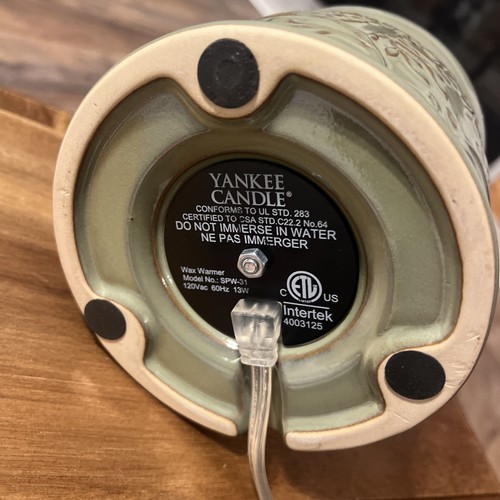 YANKEE
CANDLE®
CONFORMS TO UL STD. 283
CERTIFIED TO CSA STD.C22.2 No.64
DO NOT IMMERSE IN WATER
NE PAS IMMERGER
Wax Warmer
Model No.: SPW-31
120Vac 60Hz 13W
C ETL US
Intertek
4003125